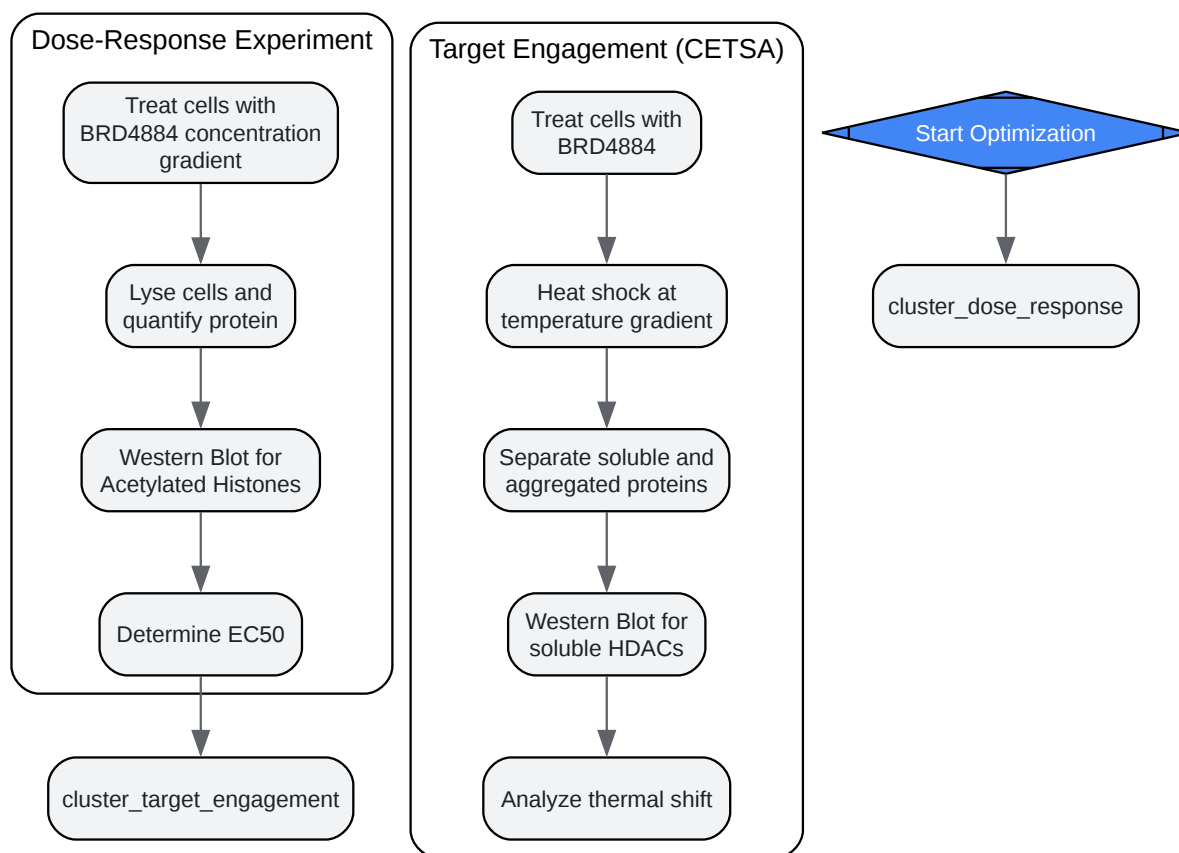 Dose-Response Experiment
Treat cells with
BRD4884 concentration
gradient
Lyse cells and
quantify protein
Western Blot for
Acetylated Histones
Determine EC50
cluster_target_engagement
Target Engagement (CETSA)
Treat cells with
BRD4884
Heat shock at
temperature gradient
Separate soluble and
aggregated proteins
Western Blot for
soluble HDACs
Analyze thermal shift
Start Optimization
cluster_dose_response